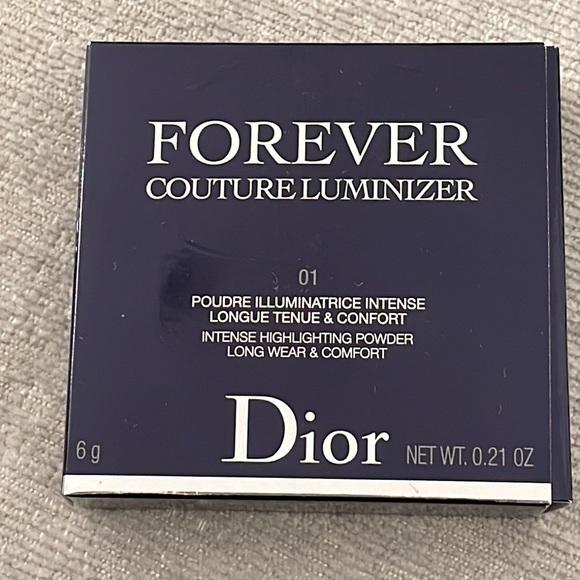 FOREVER
COUTURE LUMINIZER
01
POUDRE ILLUMINATRICE INTENSE
LONGUE TENUE & CONFORT
INTENSE HIGHLIGHTING POWDER
LONG WEAR & COMFORT
6 g Dior NET WT. 0.21 OZ